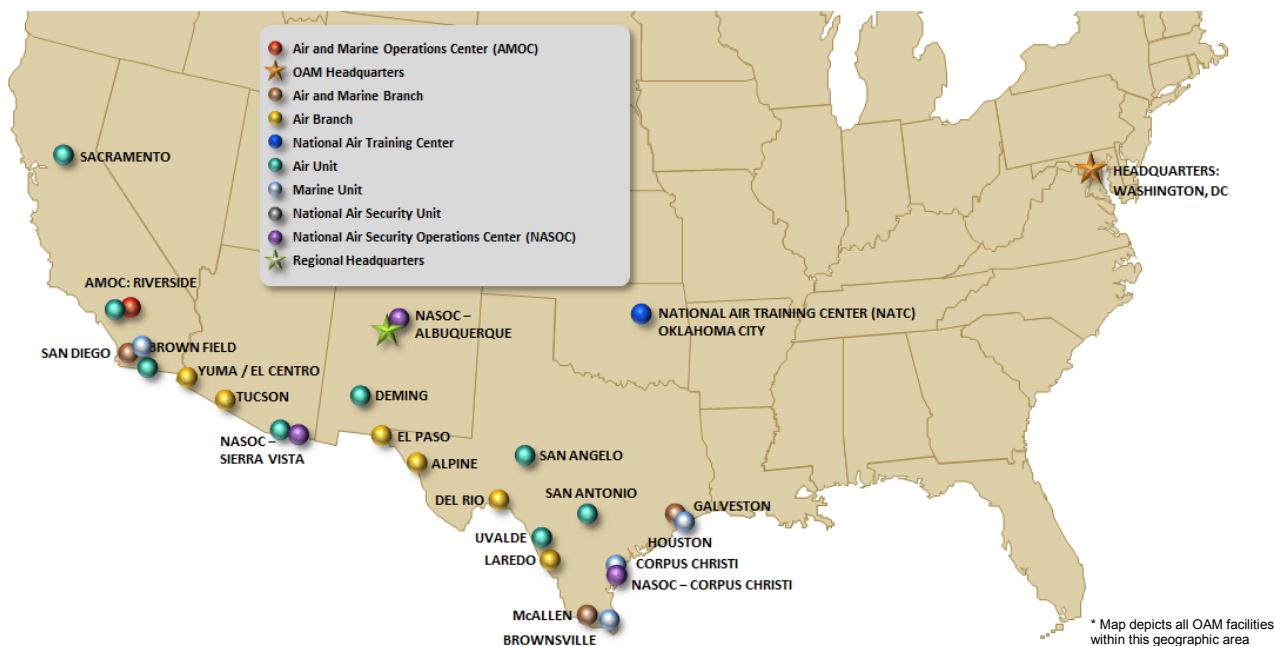 Air and Marine Operations Center (AMOC)
OAM Headquarters
Air and Marine Branch
Air Branch
National Air Training Center
Air Unit
Marine Unit
National Air Security Unit
National Air Security Operations Center (NASOC)
Regional Headquarters
SACRAMENTO
HEADQUARTERS:
WASHINGTON, DC
AMOC: RIVERSIDE
NASOC –
ALBUQUERQUE
NATIONAL AIR TRAINING CENTER (NATC)
OKLAHOMA CITY
SAN DIEGO
BROWN FIELD
YUMA / EL CENTRO
TUCSON
DEMING
NASOC –
SIERRA VISTA
EL PASO
ALPINE
SAN ANGELO
DEL RIO
SAN ANTONIO
GALVESTON
UVALDE
HOUSTON
LAREDO
CORPUS CHRISTI
NASOC – CORPUS CHRISTI
McALLEN
BROWNSVILLE
* Map depicts all OAM facilities
within this geographic area